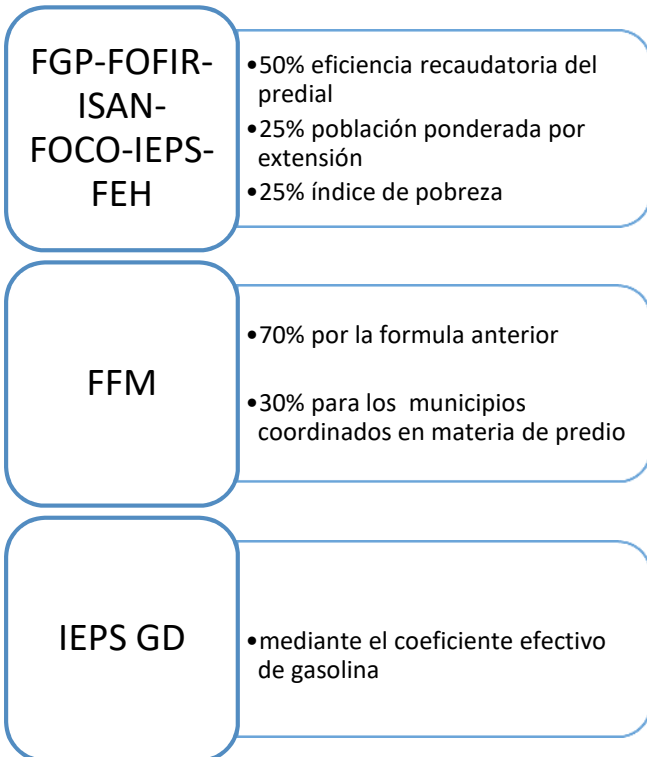 FGP-FOFIR-
ISAN-
FOCO-IEPS-
FEH
•50% eficiencia recaudatoria del
predial
•25% población ponderada por
extensión
•25% índice de pobreza
FFM
•70% por la formula anterior
•30% para los municipios
coordinados en materia de predio
IEPS GD
•mediante el coeficiente efectivo
de gasolina